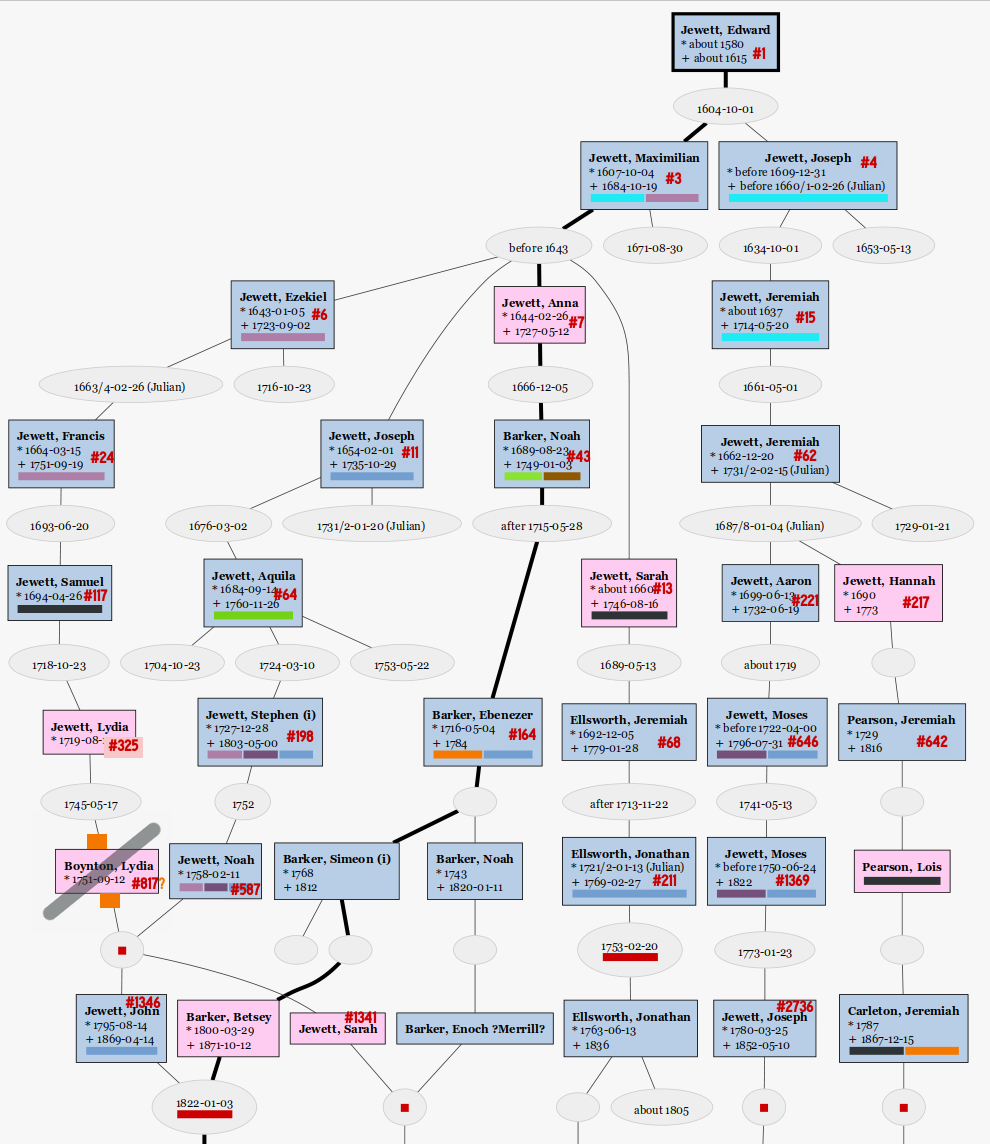 Jewett, Edward
* about 1580
+ about 1615 #1
1604-10-01
Jewett, Maximilian
* 1607-10-04
+ 1684-10-19 #3
Jewett, Joseph #4
* before 1609-12-31
+ before 1660/1-02-26 (Julian)
before 1643
1671-08-30
1634-10-01
1653-05-13
Jewett, Ezekiel
* 1643-01-05 #6
+ 1723-09-02
Jewett, Anna
* 1644-02-26 #7
+ 1727-05-12
Jewett, Jeremiah
* about 1637 #15
+ 1714-05-20
1663/4-02-26 (Julian)
1716-10-23
1666-12-05
1661-05-01
Jewett, Francis
* 1664-03-15 #24
+ 1751-09-19
Jewett, Joseph
* 1654-02-01 #11
+ 1735-10-29
Barker, Noah
* 1689-08-23 #43
+ 1749-01-03
Jewett, Jeremiah
* 1662-12-20 #62
+ 1731/2-02-15 (Julian)
1693-06-20
1676-03-02
1731/2-01-20 (Julian)
after 1715-05-28
1687/8-01-04 (Julian)
1729-01-21
Jewett, Samuel
* 1694-04-26 #117
Jewett, Aquila
* 1684-09-14 #64
+ 1760-11-26
Jewett, Sarah
* about 1660 #13
+ 1746-08-16
Jewett, Aaron
* 1699-06-13 #221
+ 1732-06-19
Jewett, Hannah
* 1690
+ 1773 #217
1718-10-23
1704-10-23
1724-03-10
1753-05-22
1689-05-13
about 1719
Jewett, Lydia
* 1719-08- #325
Jewett, Stephen (i)
* 1727-12-28
+ 1803-05-00 #198
Barker, Ebenezer
* 1716-05-04
+ 1784 #164
Ellsworth, Jeremiah
* 1692-12-05
+ 1779-01-28 #68
Jewett, Moses
* before 1722-04-00
+ 1796-07-31 #646
Pearson, Jeremiah
* 1729
+ 1816 #642
1745-05-17
1752
after 1713-11-22
1741-05-13
Boynton, Lydia
* 1751-09-12 #817?
Jewett, Noah
* 1758-02-11
#587
Barker, Simeon (i)
* 1768
+ 1812
Barker, Noah
* 1743
+ 1820-01-11
Ellsworth, Jonathan
* 1721/2-01-13 (Julian)
+ 1769-02-27 #211
Jewett, Moses
* before 1750-06-24
+ 1822 #1369
Pearson, Lois
1753-02-20
1773-01-23
#1346
Jewett, John
* 1795-08-14
+ 1869-04-14
Barker, Betsey
* 1800-03-29
+ 1871-10-12
#1341
Jewett, Sarah
Barker, Enoch ?Merrill?
Ellsworth, Jonathan
* 1763-06-13
+ 1836
#2736
Jewett, Joseph
* 1780-03-25
+ 1852-05-10
Carleton, Jeremiah
* 1787
+ 1867-12-15
1822-01-03
about 1805